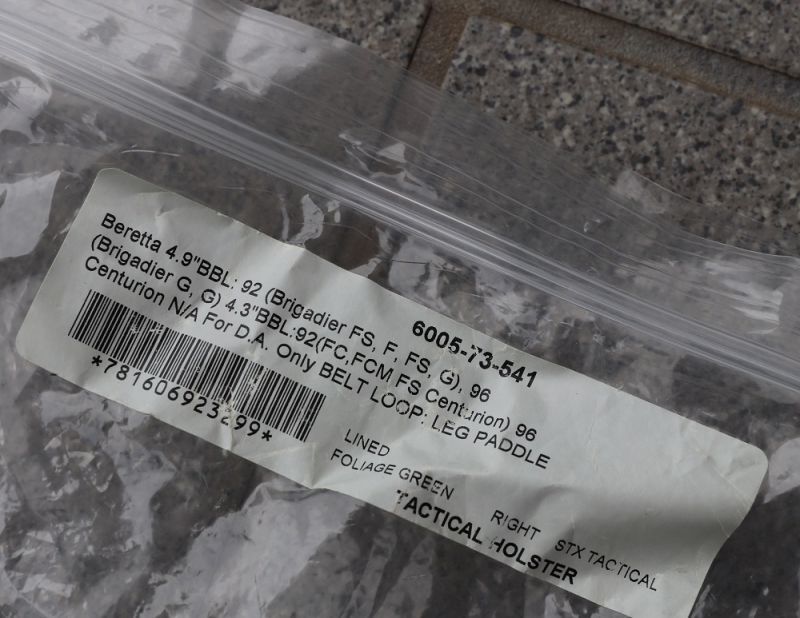 6005-73-541
Beretta 4.9"BBL: 92 (Brigadier FS, F, FS, G), 96
(Brigadier G, G) 4.3"BBL:92(FC,FCM,FS Centurion) 96
Centurion N/A For D.A. Only BELT LOOP: LEG PADDLE
*781606923499*
LINED
FOLIAGE GREEN
RIGHT STX TACTICAL
TACTICAL HOLSTER